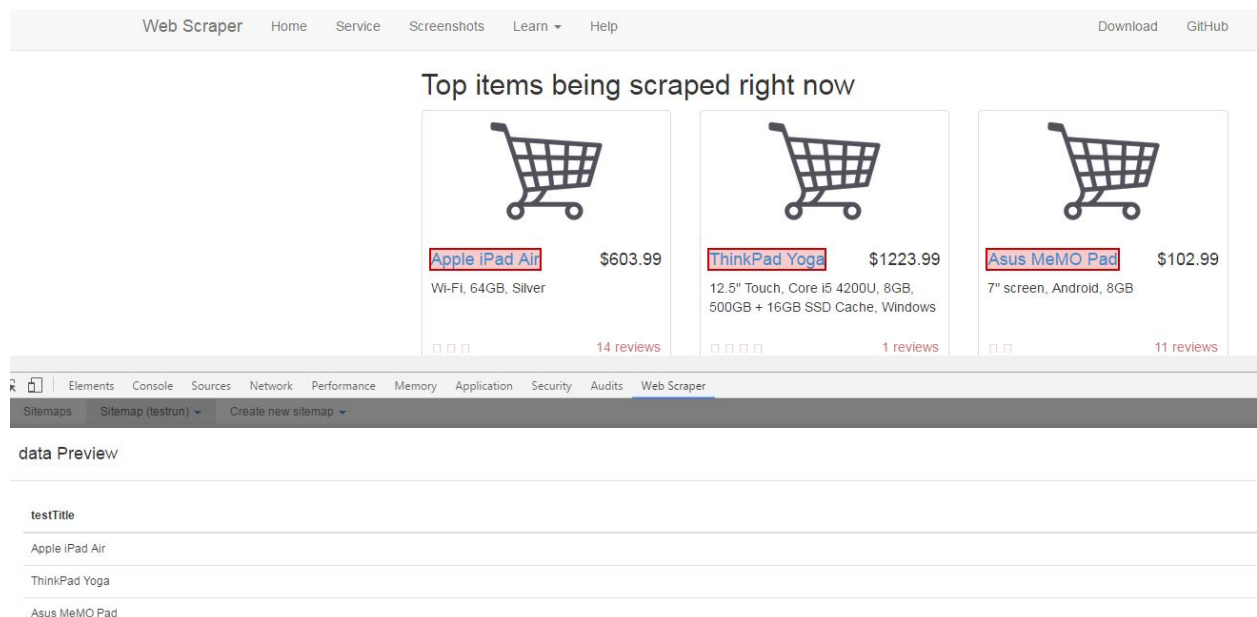 Web Scraper Home Service Screenshots Learn Help Download GitHub
Top items being scraped right now
Apple iPad Air $603.99 ThinkPad Yoga $1223.99 Asus MeMO Pad $102.99
Wi-Fi, 64GB, Silver 12.5" Touch, Core i5 4200U, 8GB, 7" screen, Android, 8GB
500GB + 16GB SSD Cache, Windows
14 reviews 1 reviews 11 reviews
Elements Console Sources Network Performance Memory Application Security Audits Web Scraper
Sitemaps Sitemap (testrun) Create new sitemap
data Preview
testTitle
Apple iPad Air
ThinkPad Yoga
Asus MeMO Pad